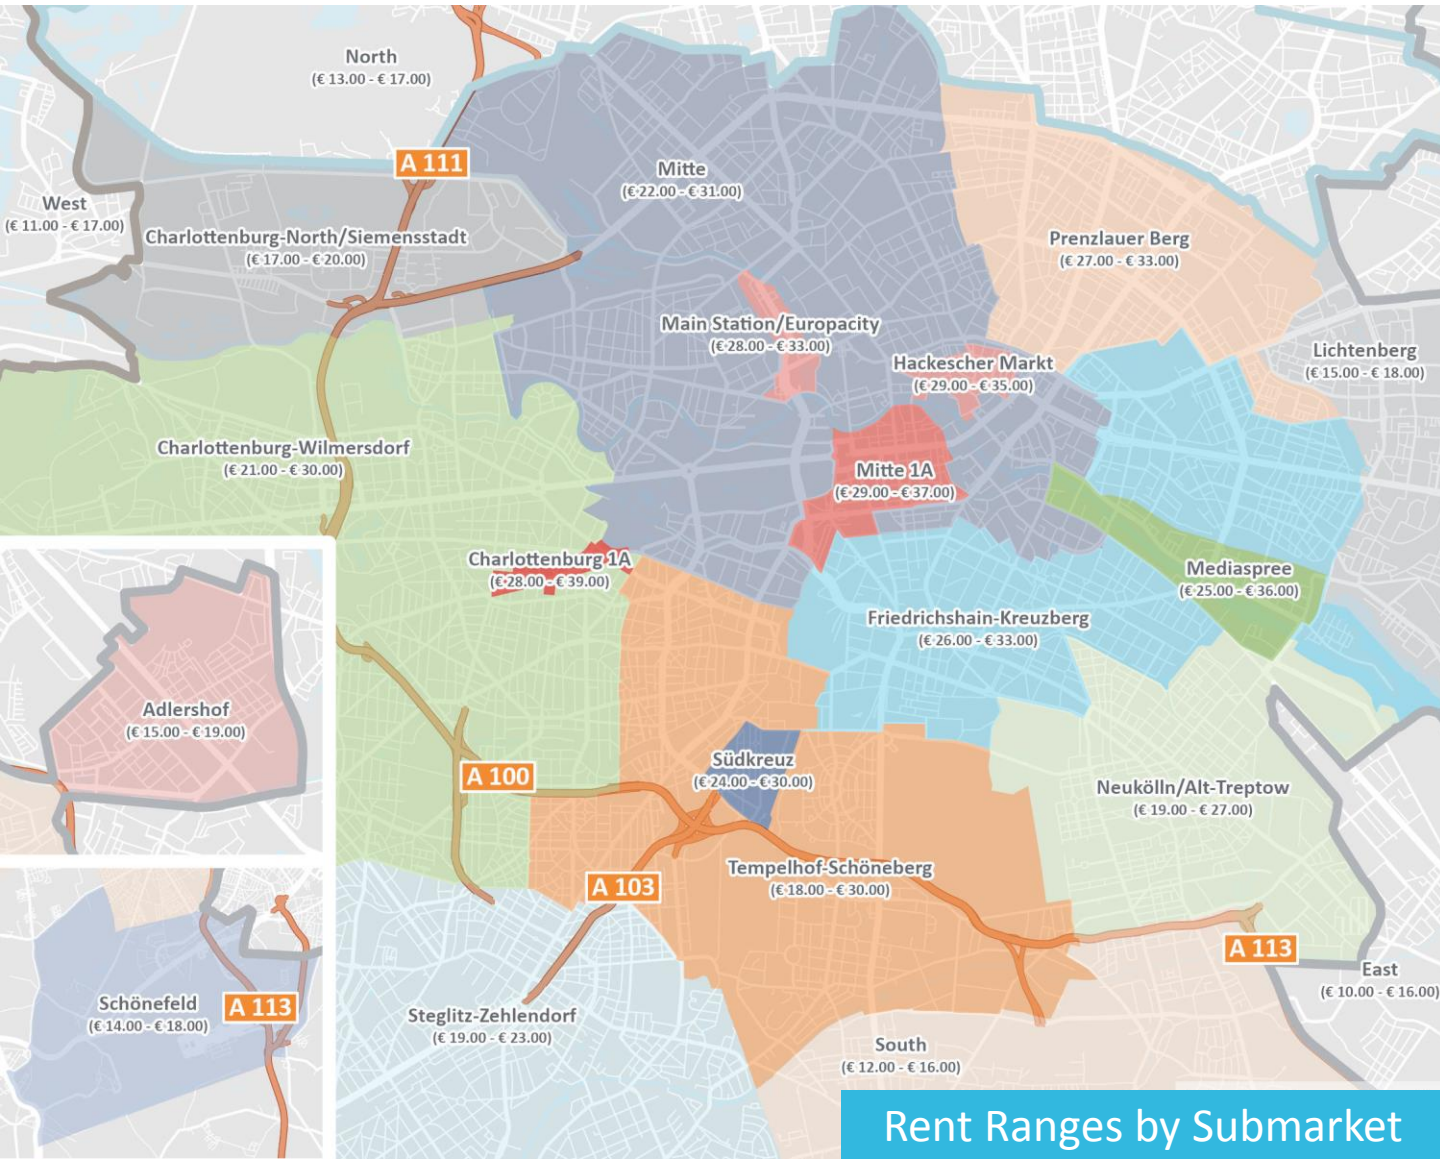 North
(€ 13.00 - € 17.00)
A 111
Mitte
(€ 22.00 - € 31.00)
West
(€ 11.00 - € 17.00)
Charlottenburg-North/Siemensstadt
(€ 17.00 - € 20.00)
Prenzlauer Berg
(€ 27.00 - € 33.00)
Main Station/Europacity
(€ 28.00 - € 33.00)
Hackescher Markt
(€ 29.00 - € 35.00)
Lichtenberg
(€ 15.00 - € 18.00)
Charlottenburg-Wilmersdorf
(€ 21.00 - € 30.00)
Mitte 1A
(€ 29.00 - € 37.00)
Charlottenburg 1A
(€ 28.00 - € 39.00)
Mediaspree
(€ 25.00 - € 36.00)
Friedrichshain-Kreuzberg
(€ 26.00 - € 33.00)
Adlershof
(€ 15.00 - € 19.00)
A 100
Südkreuz
(€ 24.00 - € 30.00)
Neukölln/Alt-Treptow
(€ 19.00 - € 27.00)
Tempelhof-Schöneberg
(€ 18.00 - € 30.00)
A 103
A 113
East
(€ 10.00 - € 16.00)
Schönefeld
(€ 14.00 - € 18.00)
A 113
Steglitz-Zehlendorf
(€ 19.00 - € 23.00)
South
(€ 12.00 - € 16.00)
Rent Ranges by Submarket